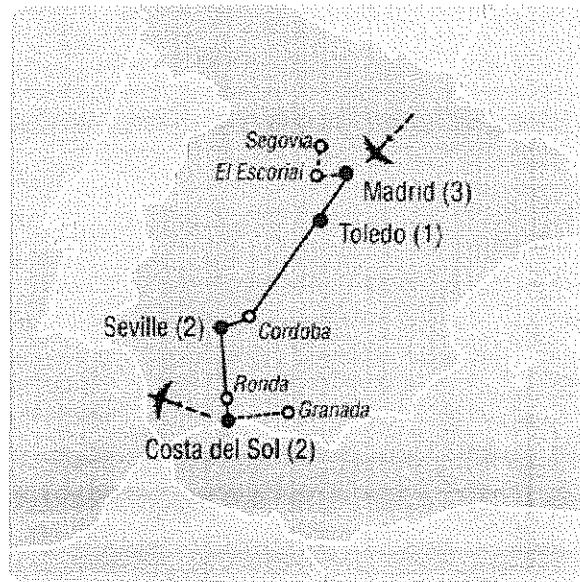 Segovia
El Escorial
Madrid (3)
Toledo (1)
Seville (2)
Cordoba
Ronda
Granada
Costa del Sol (2)